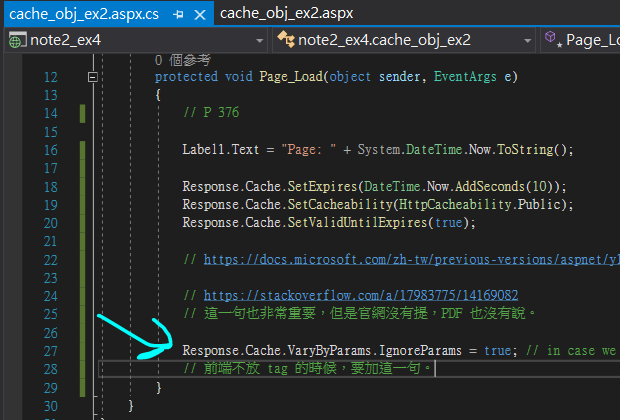 cache_obj_ex2.aspx.cs cache_obj_ex2.aspx
note2_ex4 note2_ex4.cache_obj_ex2 Page_Lo
0 個參考
12 protected void Page_Load(object sender, EventArgs e)
13 {
14 // P 376
16 Label1.Text = "Page: " + System.DateTime.Now.ToString();
17
18 Response.Cache.SetExpires(DateTime.Now.AddSeconds(10));
19 Response.Cache.SetCacheability(HttpCacheability.Public);
20 Response.Cache.SetValidUntilExpires(true);
21
22 // https://docs.microsoft.com/zh-tw/previous-versions/aspnet/y1
23
24 // https://stackoverflow.com/a/17983775/14169082
25 // 這一句也非常重要，但是官網沒有提，PDF 也沒有說。
26
27 Response.Cache.VaryByParams.IgnoreParams = true; // in case we
28 // 前端不放 tag 的時候，要加這一句。
29 }
30 }